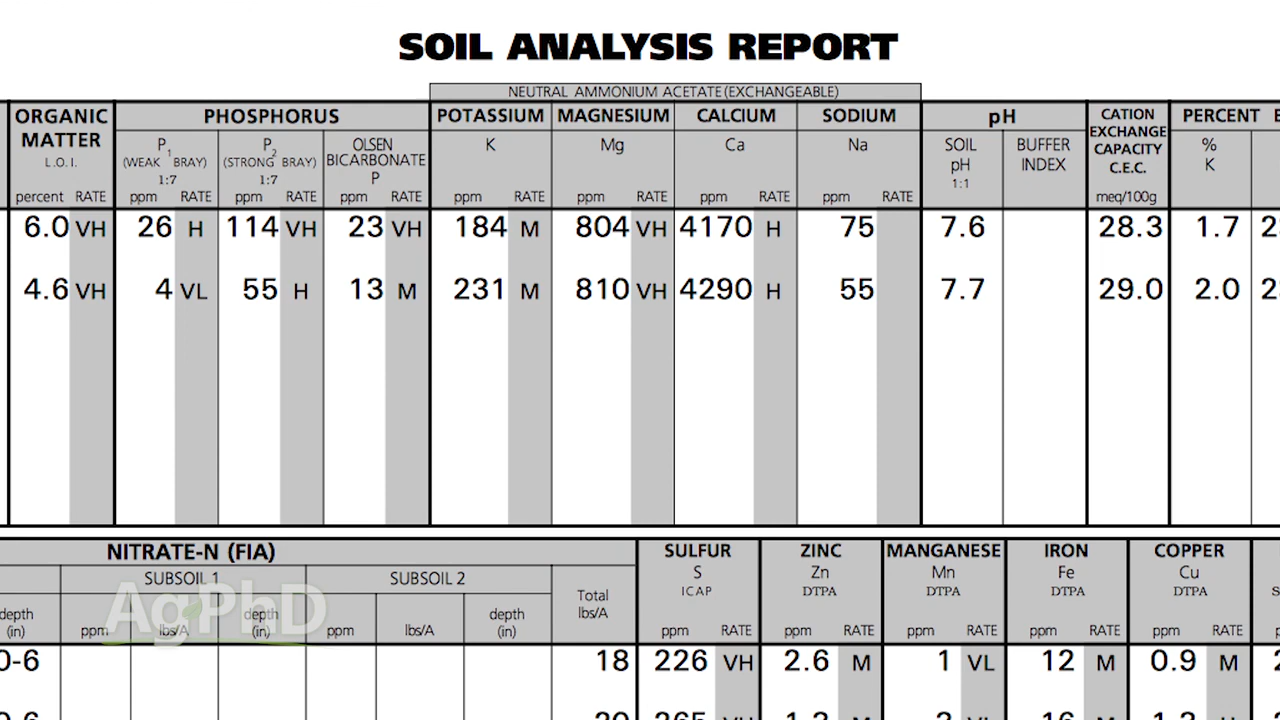 SOIL ANALYSIS REPORT
NEUTRAL AMMONIUM ACETATE (EXCHANGEABLE)
ORGANIC MATTER PHOSPHORUS POTASSIUM MAGNESIUM CALCIUM SODIUM pH CATION EXCHANGE CAPACITY C.E.C. PERCENT
L.O.I. P1 (WEAK BRAY) 1:7 P2 (STRONG BRAY) 1:7 OLSEN BICARBONATE P K Mg Ca Na SOIL pH 1:1 BUFFER INDEX % K
percent RATE ppm RATE ppm RATE ppm RATE ppm RATE ppm RATE ppm RATE ppm RATE meq/100g
6.0 VH 26 H 114 VH 23 VH 184 M 804 VH 4170 H 75 7.6 28.3 1.7
4.6 VH 4 VL 55 H 13 M 231 M 810 VH 4290 H 55 7.7 29.0 2.0
NITRATE-N (FIA) SULFUR ZINC MANGANESE IRON COPPER
SUBSOIL 1 SUBSOIL 2 Total lbs/A S ICAP Zn DTPA Mn DTPA Fe DTPA Cu DTPA
depth (in) ppm lbs/A depth (in) ppm lbs/A depth (in) ppm RATE ppm RATE ppm RATE ppm RATE ppm RATE
AgPhD
0-6 18 226 VH 2.6 M 1 VL 12 M 0.9 M